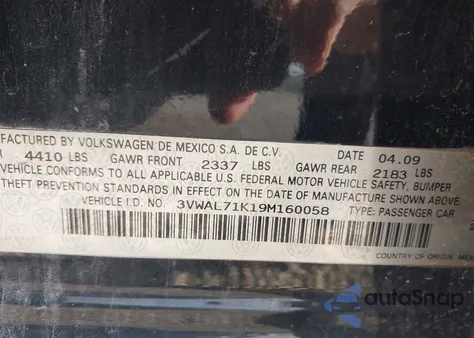 FACTURED BY VOLKSWAGEN DE MEXICO S.A. DE C.V. DATE 04.09
4410 LBS GAWR FRONT 2337 LBS GAWR REAR 2183 LBS
VEHICLE CONFORMS TO ALL APPLICABLE U.S. FEDERAL MOTOR VEHICLE SAFETY, BUMPER
THEFT PREVENTION STANDARDS IN EFFECT ON THE DATE OF MANUFACTURE SHOWN ABOVE
VEHICLE I.D. NO. 3VWAL71K19M160058 TYPE: PASSENGER CAR
COUNTRY OF ORIGIN MEX
autoSnap